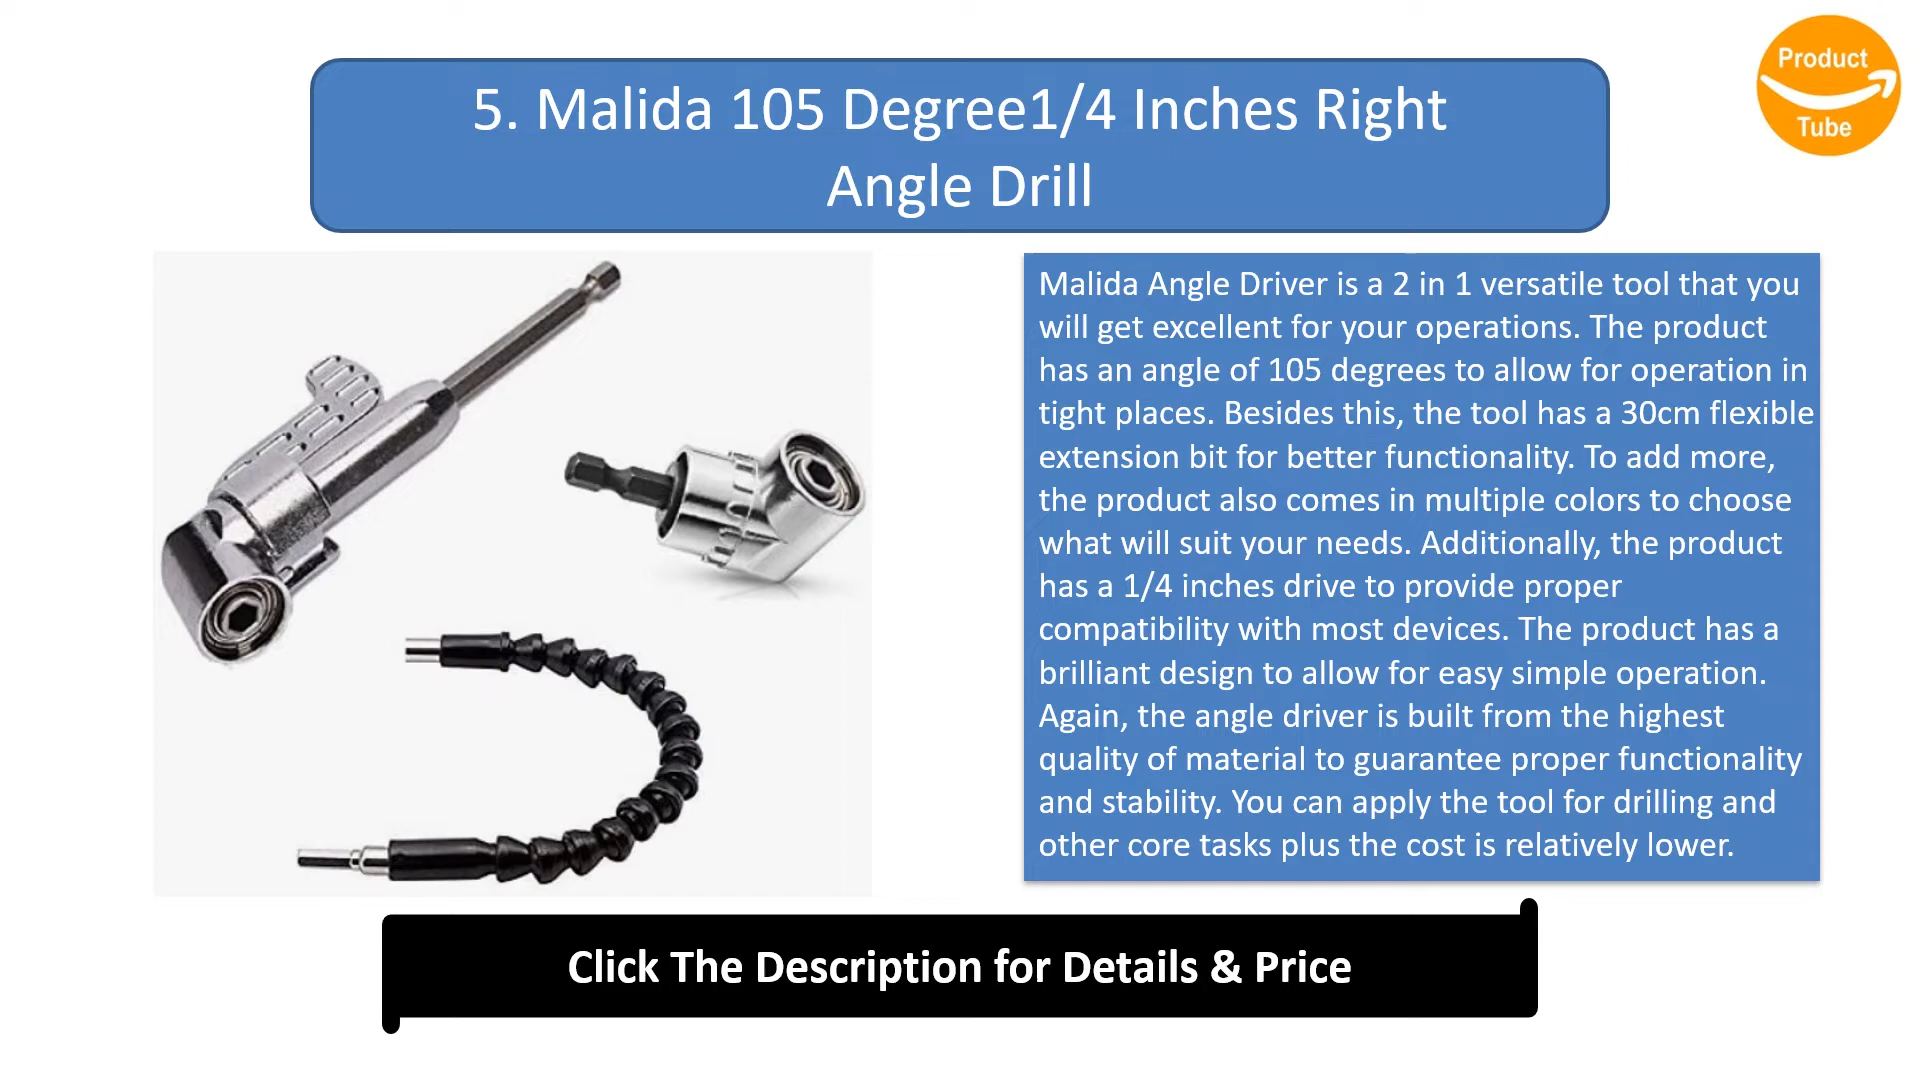 Product
Tube
5. Malida 105 Degree1/4 Inches Right
Angle Drill
Malida Angle Driver is a 2 in 1 versatile tool that you
will get excellent for your operations. The product
has an angle of 105 degrees to allow for operation in
tight places. Besides this, the tool has a 30cm flexible
extension bit for better functionality. To add more,
the product also comes in multiple colors to choose
what will suit your needs. Additionally, the product
has a 1/4 inches drive to provide proper
compatibility with most devices. The product has a
brilliant design to allow for easy simple operation.
Again, the angle driver is built from the highest
quality of material to guarantee proper functionality
and stability. You can apply the tool for drilling and
other core tasks plus the cost is relatively lower.
Click The Description for Details & Price